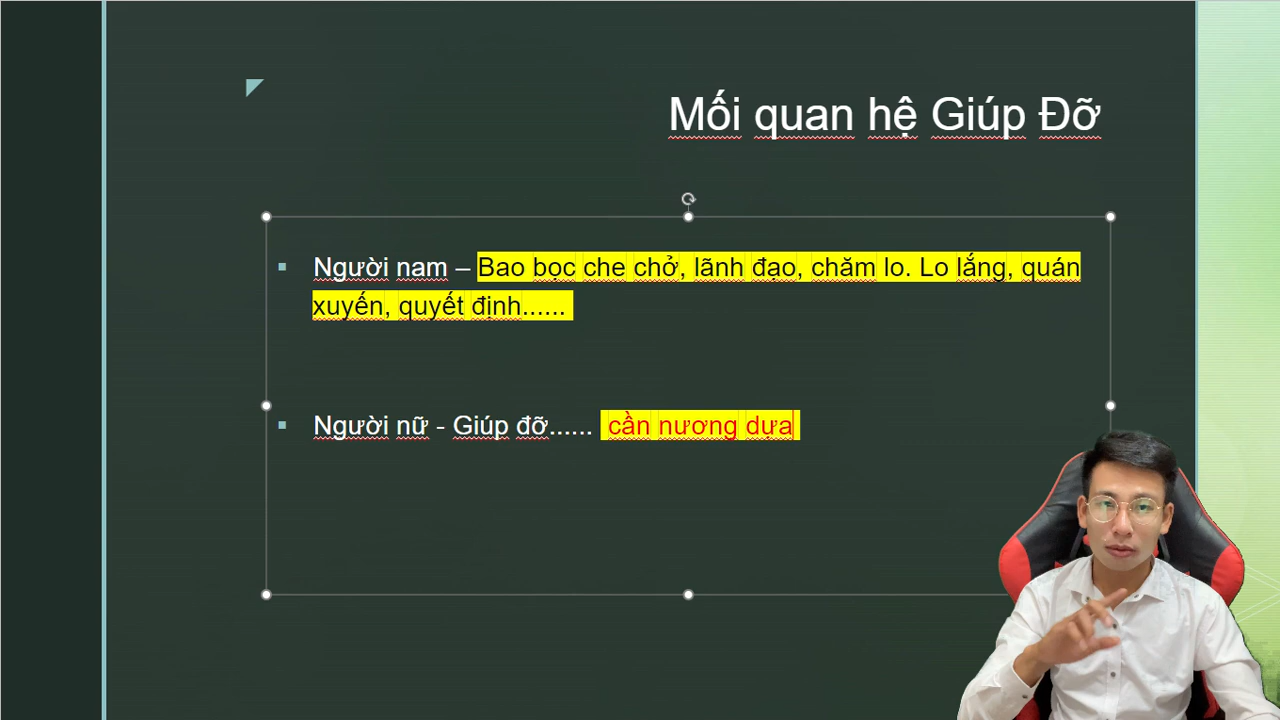 Mối quan hệ Giúp Đỡ
Người nam – Bao bọc che chở, lãnh đạo, chăm lo. Lo lắng, quán
xuyến, quyết định......
Người nữ - Giúp đỡ...... cần nương dựa